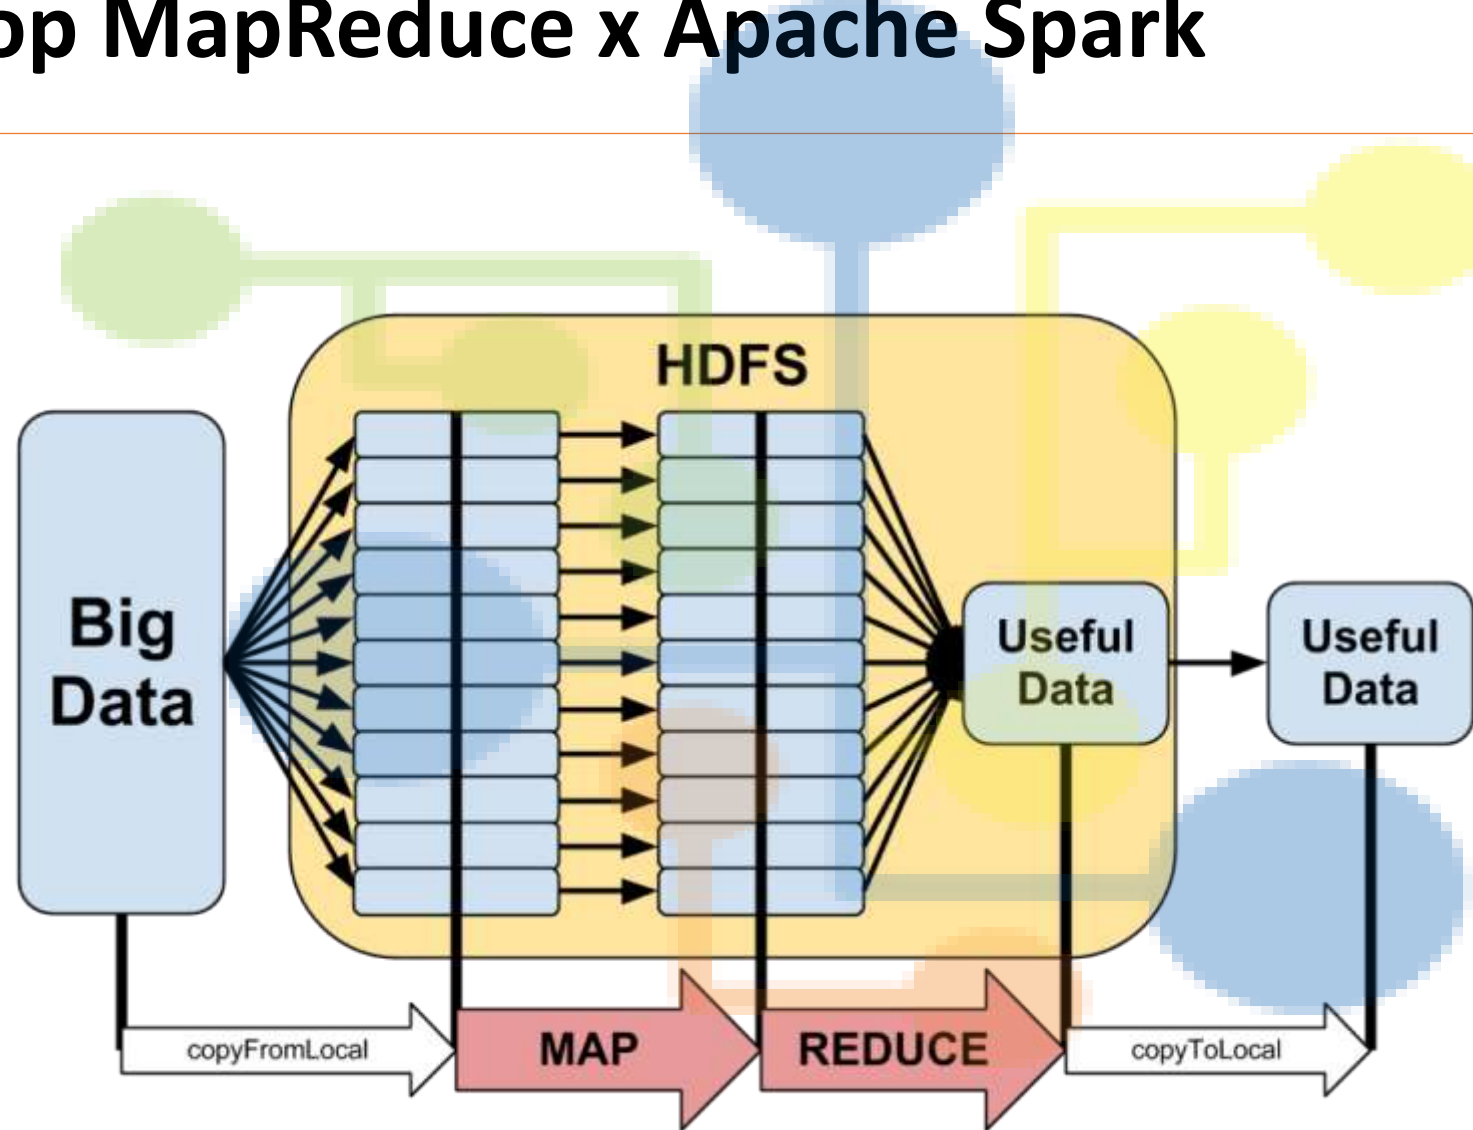 op MapReduce x Apache Spark
HDFS
Big
Data
Useful
Data
Useful
Data
copyFromLocal
MAP
REDUCE
copyToLocal